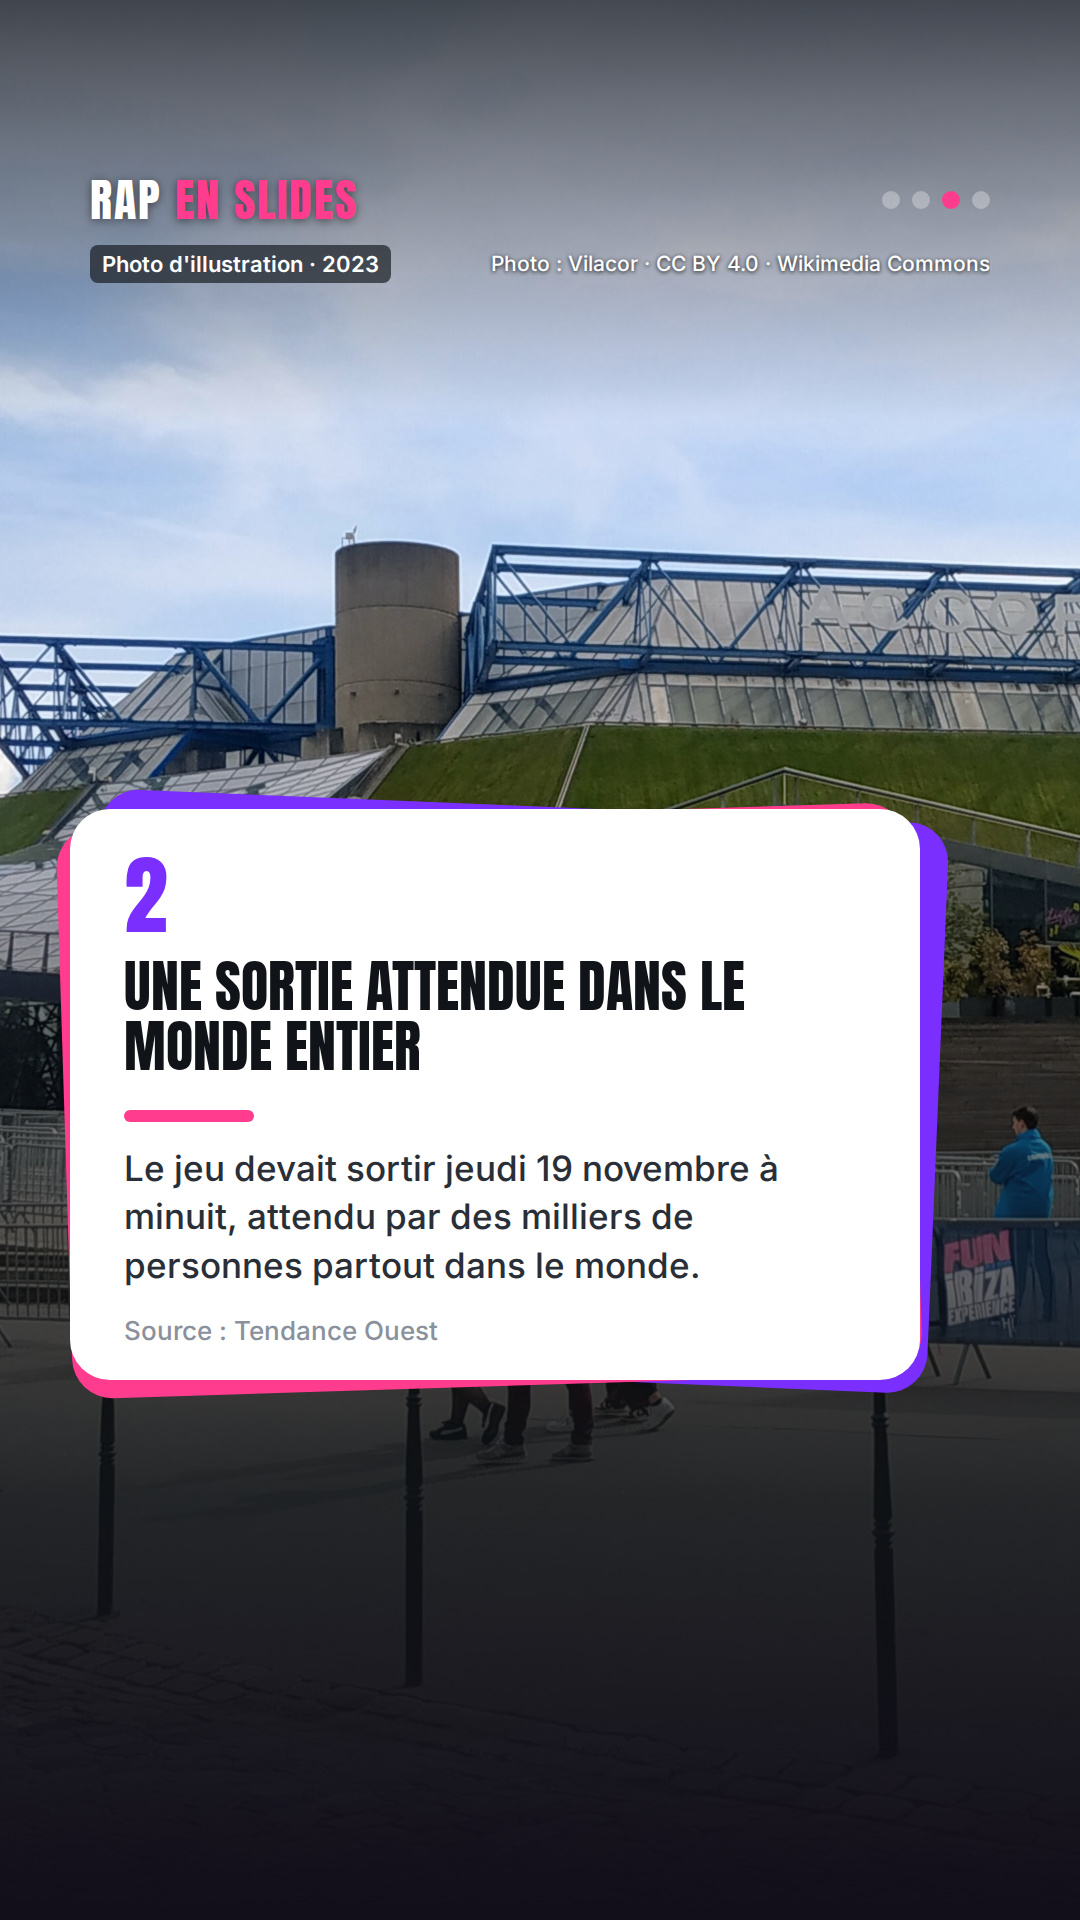 RAP EN SLIDES
Photo d'illustration · 2023
Photo : Vilacor · CC BY 4.0 · Wikimedia Commons
2
UNE SORTIE ATTENDUE DANS LE
MONDE ENTIER
Le jeu devait sortir jeudi 19 novembre à
minuit, attendu par des milliers de
personnes partout dans le monde.
Source : Tendance Ouest
FUN
IBIZA
EXPERIENCE